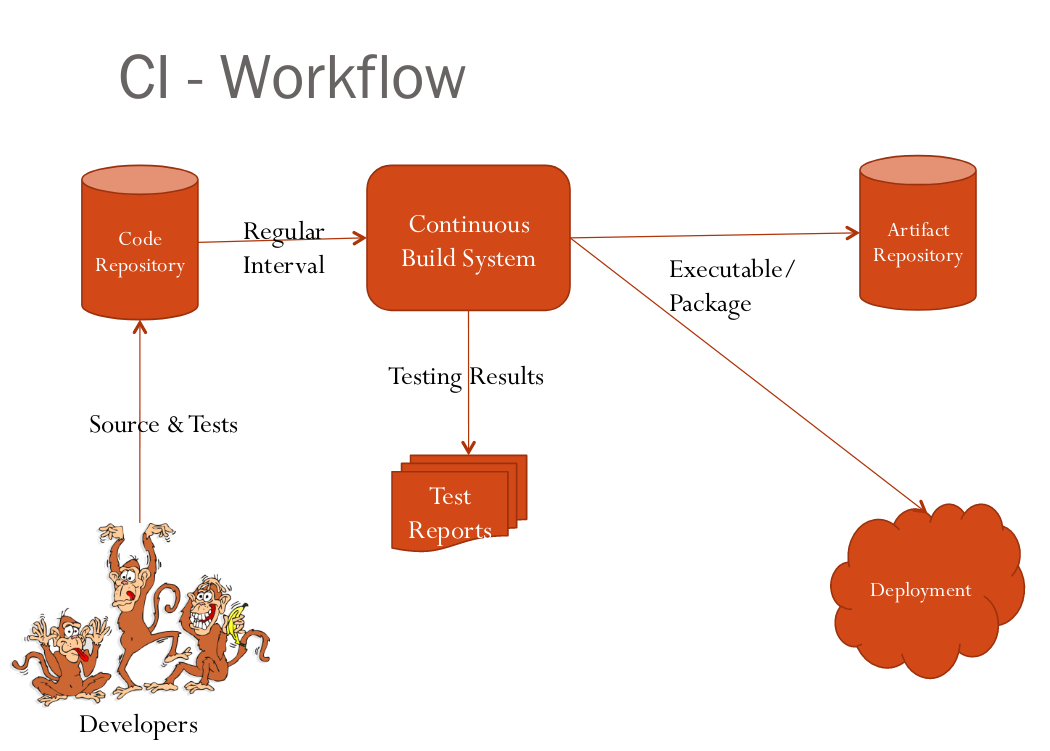 CI - Workflow
Code
Repository
Regular
Interval
Continuous
Build System
Executable/
Package
Artifact
Repository
Testing Results
Source & Tests
Test
Reports
Deployment
Developers